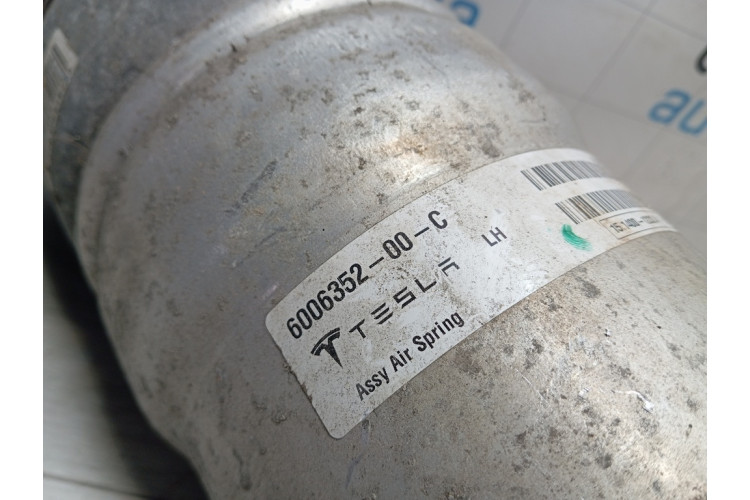 6006352-00-C
TESLA LH
Assy Air Spring